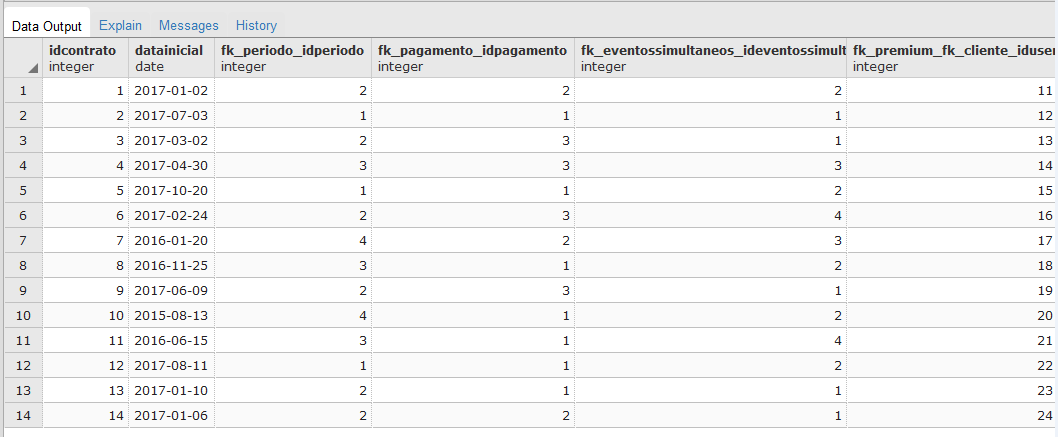 Data Output Explain Messages History
idcontrato datainicial fk_periodo_idperiodo fk_pagamento_idpagamento fk_eventossimultaneos_ideventossimult fk_premium_fk_cliente_iduser
integer date integer integer integer integer
1 1 2017-01-02 2 2 2 11
2 2 2017-07-03 1 1 1 12
3 3 2017-03-02 2 3 1 13
4 4 2017-04-30 3 3 3 14
5 5 2017-10-20 1 1 2 15
6 6 2017-02-24 2 3 4 16
7 7 2016-01-20 4 2 3 17
8 8 2016-11-25 3 1 2 18
9 9 2017-06-09 2 3 1 19
10 10 2015-08-13 4 1 2 20
11 11 2016-06-15 3 1 4 21
12 12 2017-08-11 1 1 2 22
13 13 2017-01-10 2 1 1 23
14 14 2017-01-06 2 2 1 24